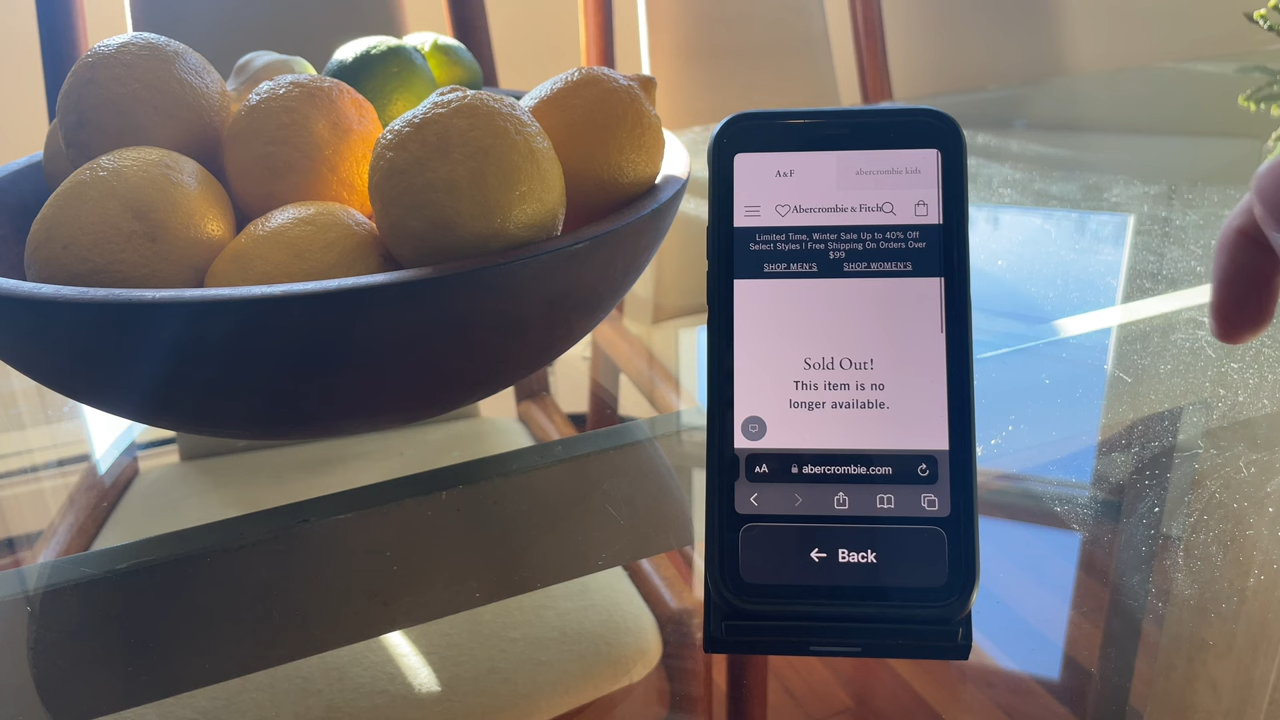 A&F
abercrombie kids
Abercrombie & Fitch
Limited Time, Winter Sale Up to 40% Off
Select Styles | Free Shipping On Orders Over
$99
SHOP MEN'S SHOP WOMEN'S
Sold Out!
This item is no
longer available.
AA abercrombie.com
Back